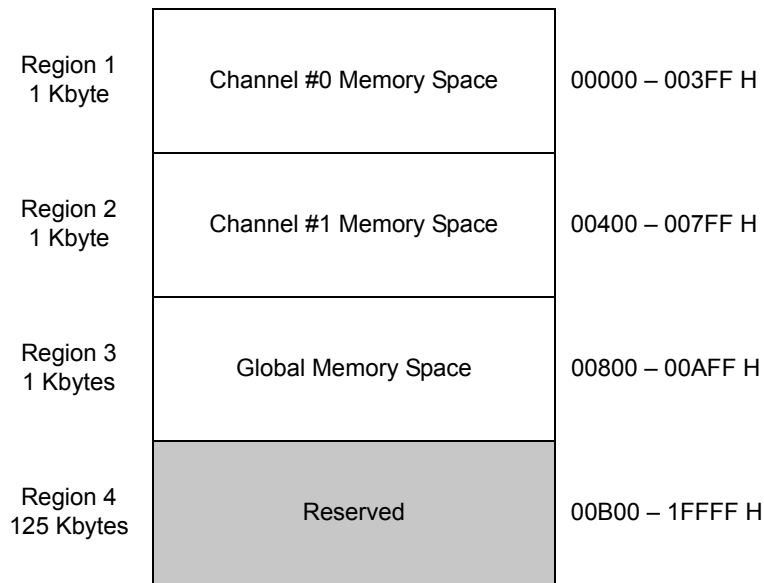 Region 1
1 Kbyte
Channel #0 Memory Space
00000 – 003FF H
Region 2
1 Kbyte
Channel #1 Memory Space
00400 – 007FF H
Region 3
1 Kbytes
Global Memory Space
00800 – 00AFF H
Region 4
125 Kbytes
Reserved
00B00 – 1FFFF H